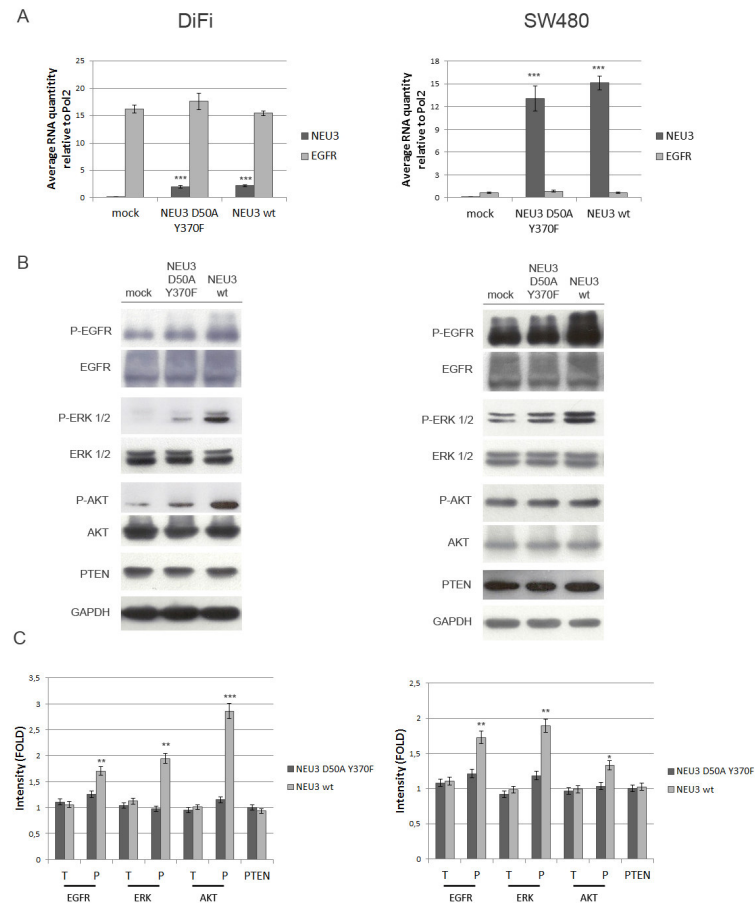 A
DiFi
SW480
Average RNA quantity
relative to Pol2
25
20
15
10
5
0
***
***
mock
NEU3 D50A
Y370F
NEU3 wt
NEU3
EGFR
Average RNA quantity
relative to Pol2
18
15
12
9
6
3
0
***
***
mock
NEU3 D50A
Y370F
NEU3 wt
NEU3
EGFR
B
mock
NEU3
D50A
Y370F
NEU3
wt
P-EGFR
EGFR
P-ERK 1/2
ERK 1/2
P-AKT
AKT
PTEN
GAPDH
mock
NEU3
D50A
Y370F
NEU3
wt
P-EGFR
EGFR
P-ERK 1/2
ERK 1/2
P-AKT
AKT
PTEN
GAPDH
C
Intensity (FOLD)
3,5
3
2,5
2
1,5
1
0,5
0
**
**
***
T P T P T P PTEN
EGFR ERK AKT
NEU3 D50A Y370F
NEU3 wt
Intensity (FOLD)
2,5
2
1,5
1
0,5
0
**
**
*
T P T P T P PTEN
EGFR ERK AKT
NEU3 D50A Y370F
NEU3 wt